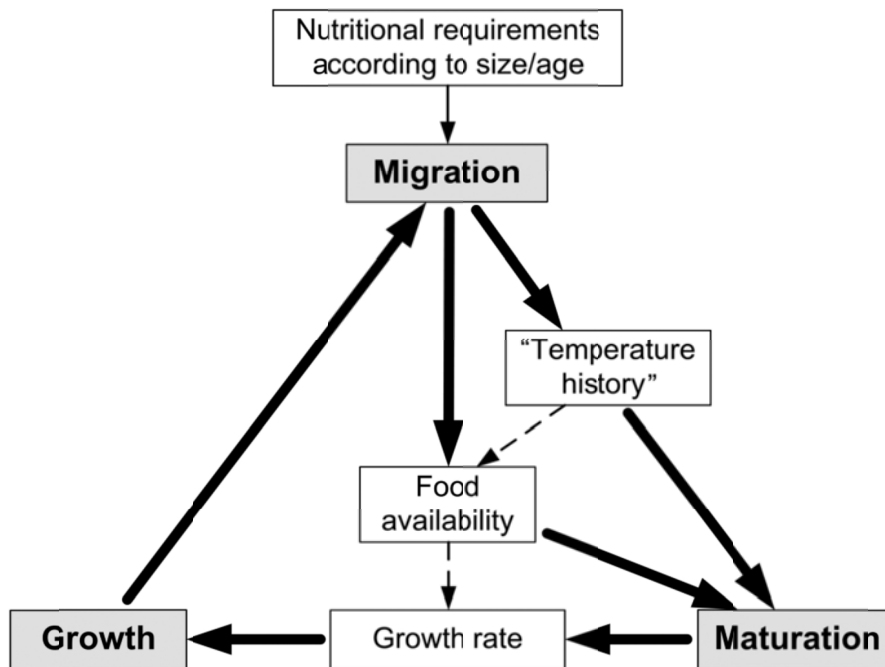 Nutritional requirements
according to size/age
Migration
“Temperature
history”
Food
availability
Growth
Growth rate
Maturation